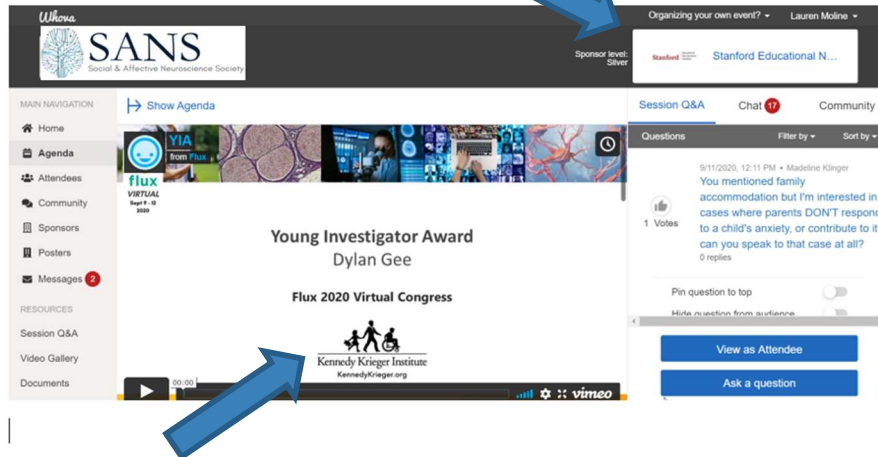 Whova
Organizing your own event?
Lauren Moline
SANS
Social & Affective Neuroscience Society
Sponsor level:
Silver
Stanford
Stanford Educational N...
MAIN NAVIGATION
Home
Agenda
Attendees
Community
Sponsors
Posters
Messages 2
RESOURCES
Session Q&A
Video Gallery
Documents
Show Agenda
YIA
from Flux
flux
VIRTUAL
Sept 9 - 12
2020
Young Investigator Award
Dylan Gee
Flux 2020 Virtual Congress
Kennedy Krieger Institute
KennedyKrieger.org
00:00
vimeo
Session Q&A
Chat 17
Community
Questions
Filter by
Sort by
9/11/2020, 12:11 PM • Madeline Klinger
You mentioned family
accommodation but I'm interested in
cases where parents DON'T respond
to a child's anxiety, or contribute to it
can you speak to that case at all?
0 replies
1 Votes
Pin question to top
Hide question from audience
View as Attendee
Ask a question